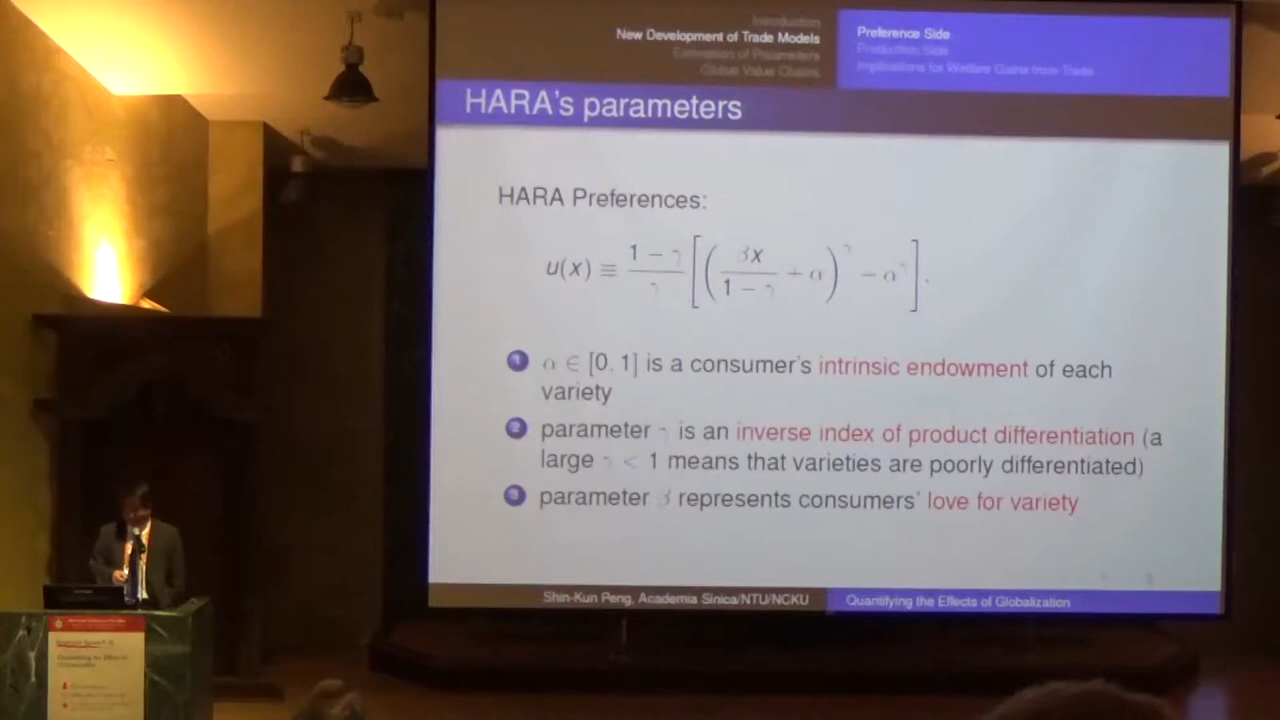 Introduction
New Development of Trade Models
Estimation of Parameters
Global Value Chains
Preference Side
Production Side
Implications for Welfare Gains from Trade
HARA's parameters
HARA Preferences:
u(x) ≡ 1 − γ / γ [ ( βx / 1 − γ + α )^γ − α^γ ].
1 α ∈ [0, 1] is a consumer's intrinsic endowment of each
variety
2 parameter γ is an inverse index of product differentiation (a
large γ < 1 means that varieties are poorly differentiated)
3 parameter β represents consumers' love for variety
Shin-Kun Peng, Academia Sinica/NTU/NCKU
Quantifying the Effects of Globalization